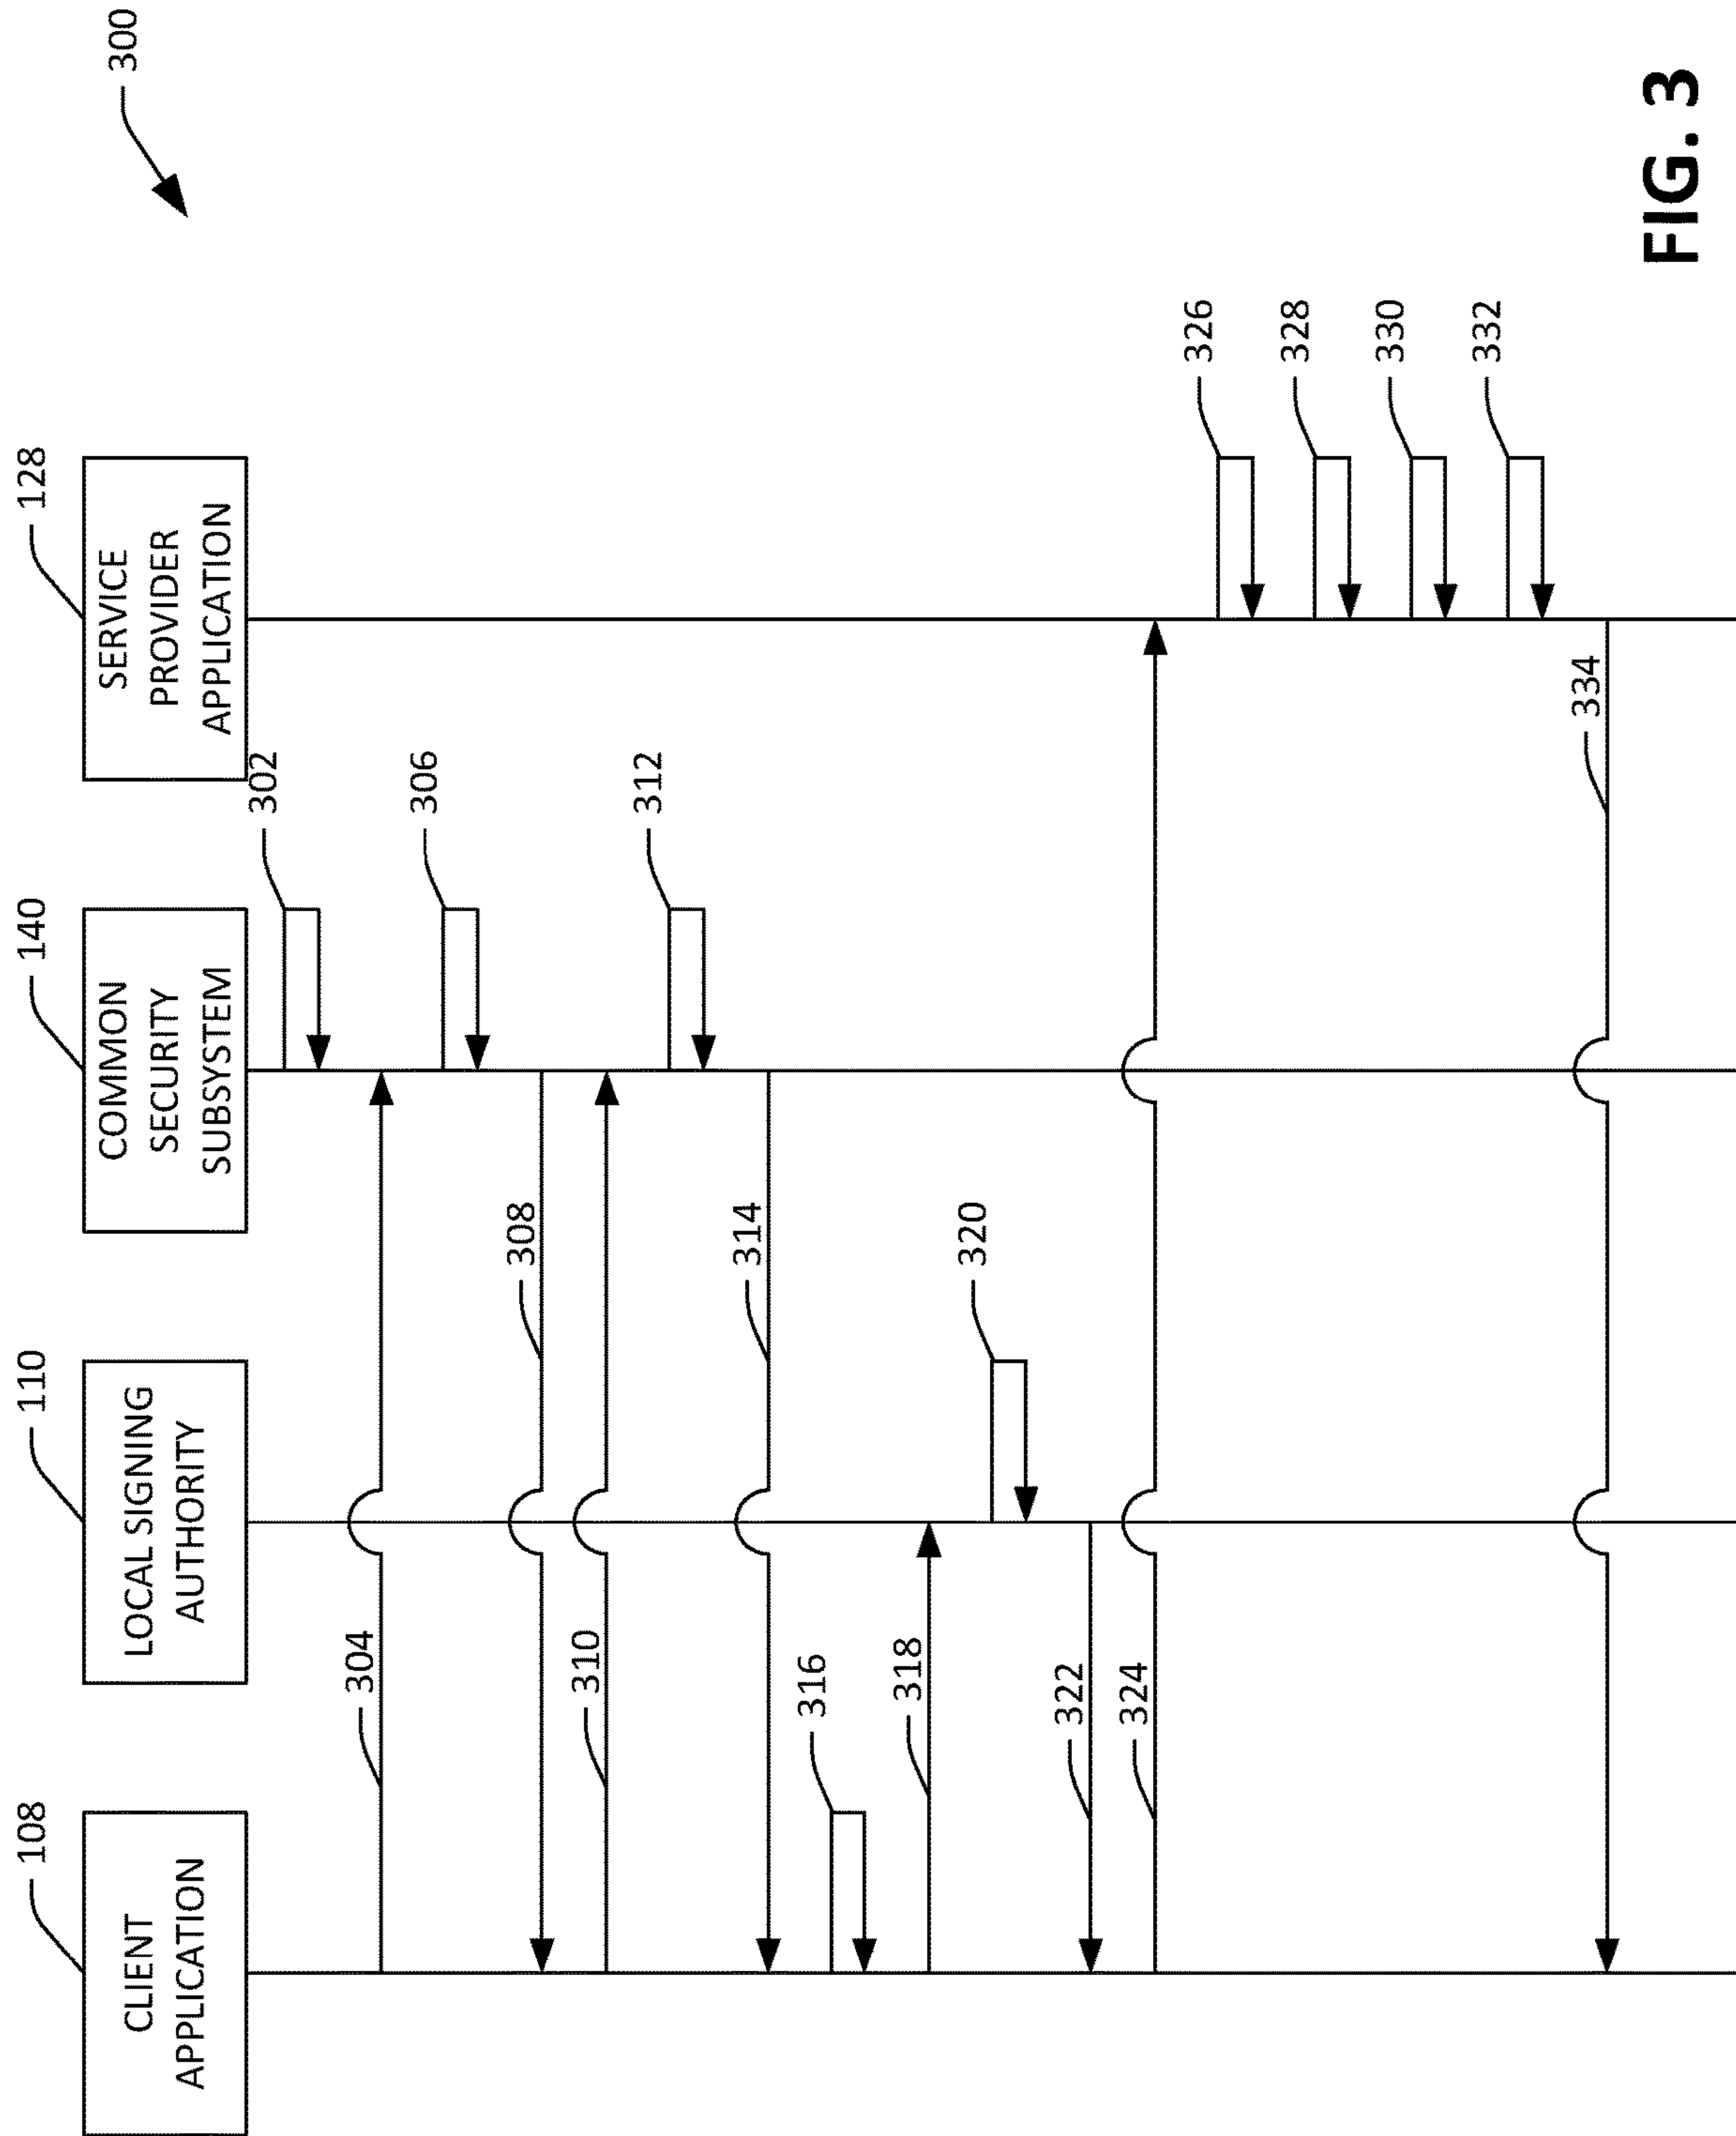 300
108
CLIENT
APPLICATION
110
LOCAL SIGNING
AUTHORITY
140
COMMON
SECURITY
SUBSYSTEM
128
SERVICE
PROVIDER
APPLICATION
302
304
306
308
310
312
314
316
318
320
322
324
326
328
330
332
334
FIG. 3